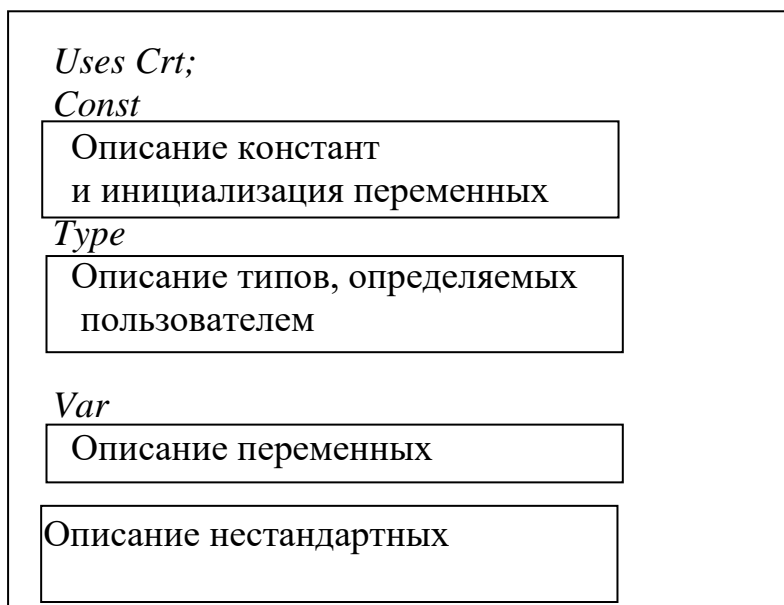 Uses Crt;
Const
Описание констант
и инициализация переменных
Type
Описание типов, определяемых
пользователем
Var
Описание переменных
Описание нестандартных